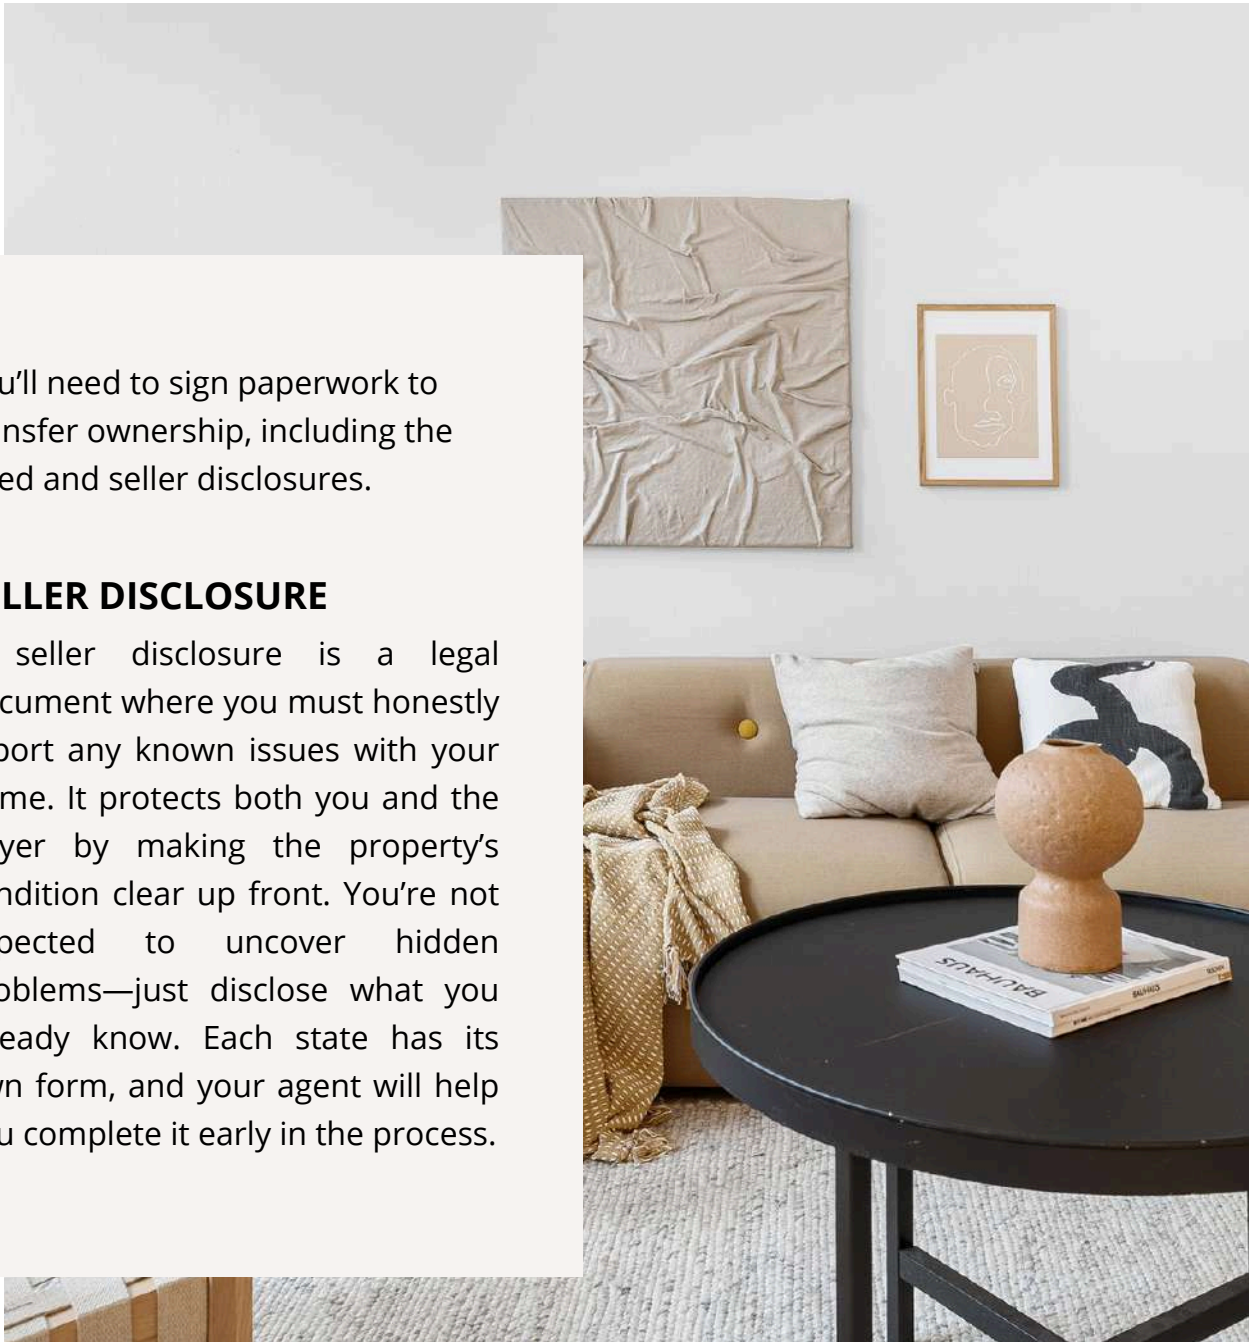 u’ll need to sign paperwork to
nsfer ownership, including the
ed and seller disclosures.
LLER DISCLOSURE
seller disclosure is a legal
cument where you must honestly
port any known issues with your
me. It protects both you and the
yer by making the property’s
ndition clear up front. You’re not
pected to uncover hidden
oblems—just disclose what you
eady know. Each state has its
n form, and your agent will help
u complete it early in the process.
BAUHAUS
BAUHAUS